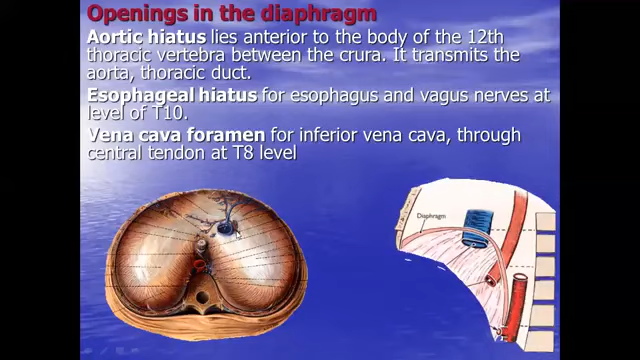 Openings in the diaphragm
Aortic hiatus lies anterior to the body of the 12th
thoracic vertebra between the crura. It transmits the
aorta, thoracic duct.
Esophageal hiatus for esophagus and vagus nerves at
level of T10.
Vena cava foramen for inferior vena cava, through
central tendon at T8 level
Diaphragm